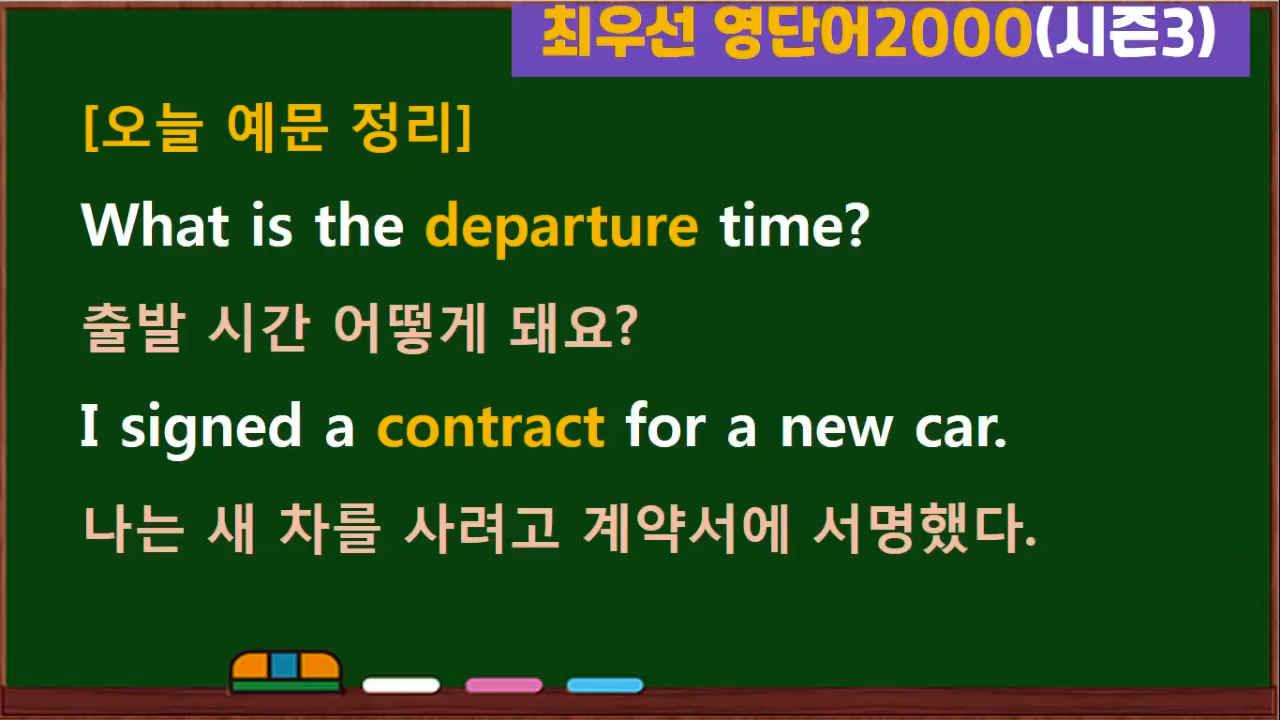 최우선 영단어2000(시즌3)
[오늘 예문 정리]
What is the departure time?
출발 시간 어떻게 돼요?
I signed a contract for a new car.
나는 새 차를 사려고 계약서에 서명했다.